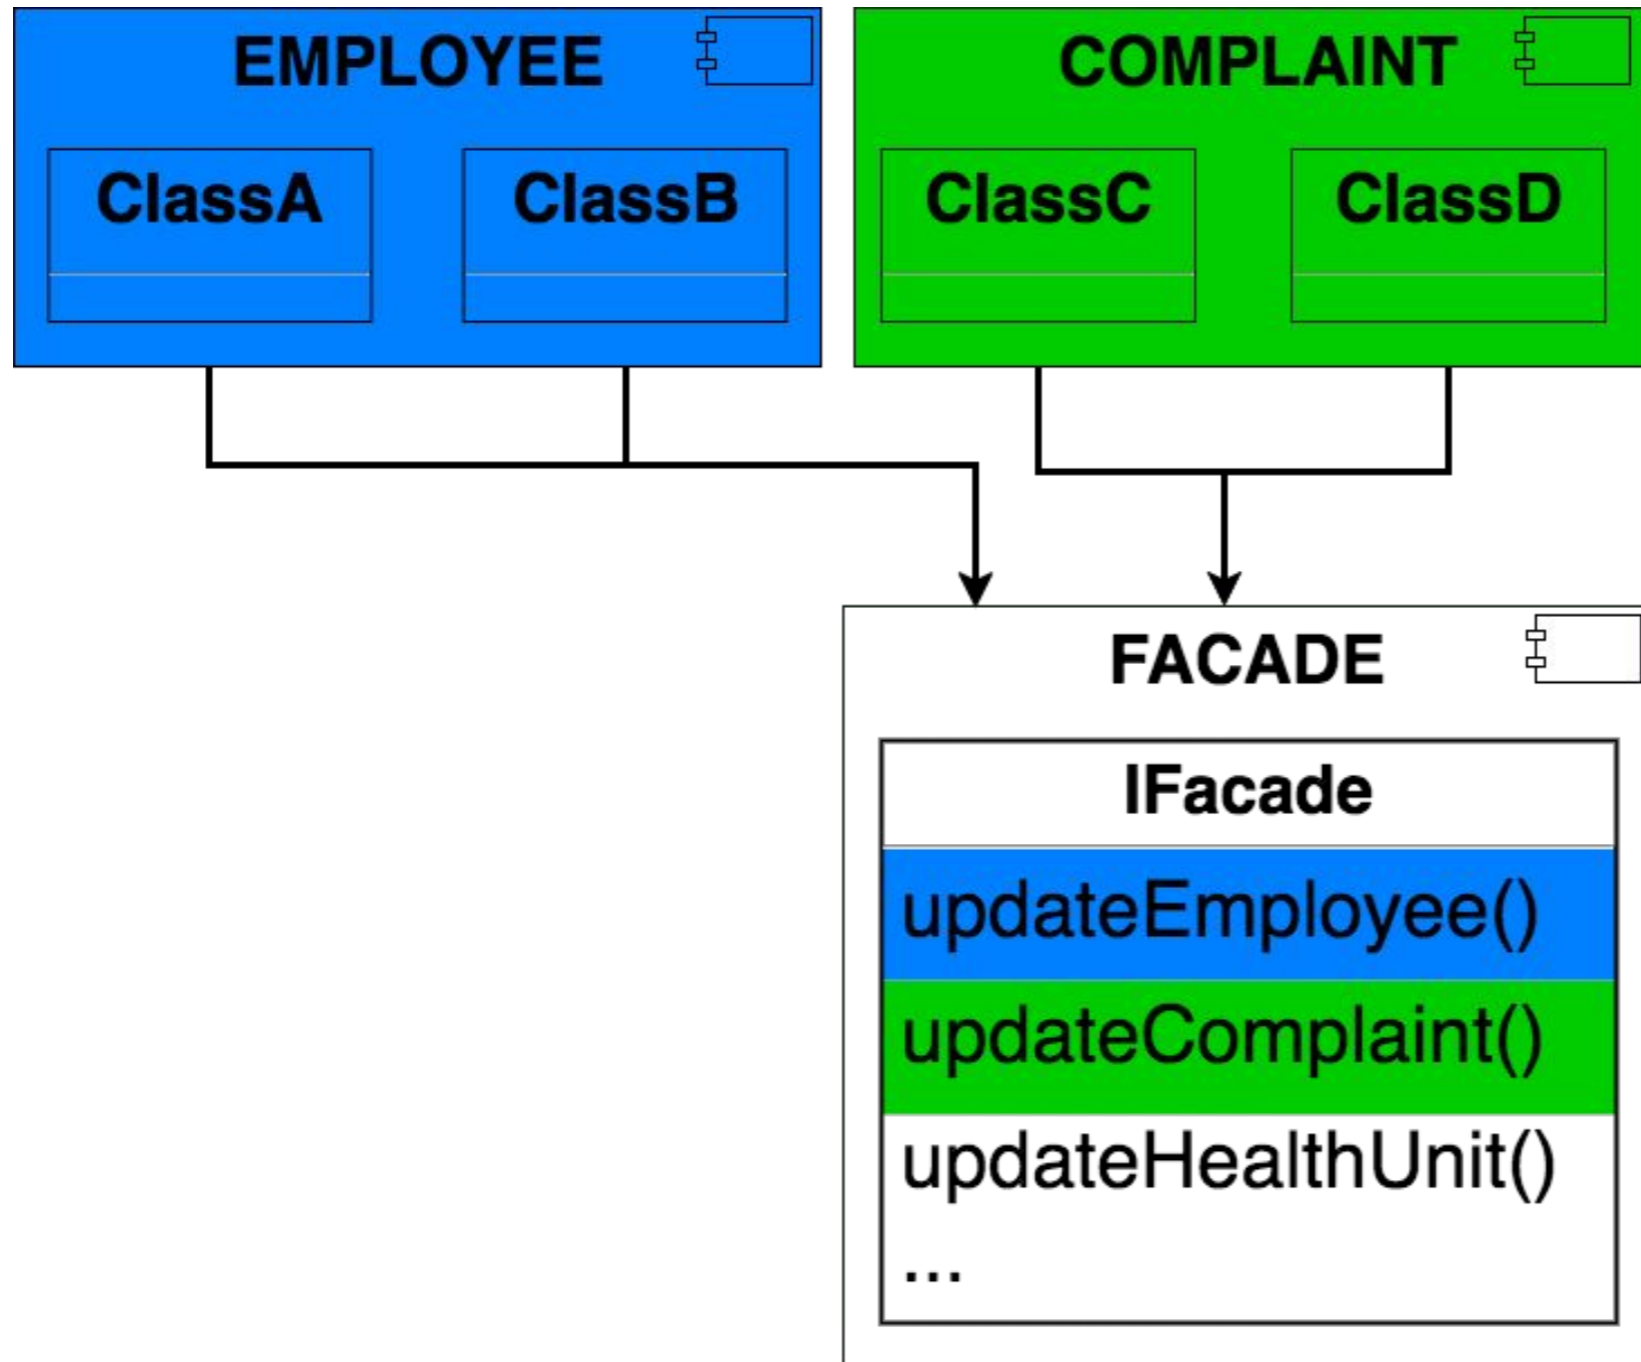 EMPLOYEE
COMPLAINT
ClassA
ClassB
ClassC
ClassD
FACADE
IFacade
updateEmployee()
updateComplaint()
updateHealthUnit()
...